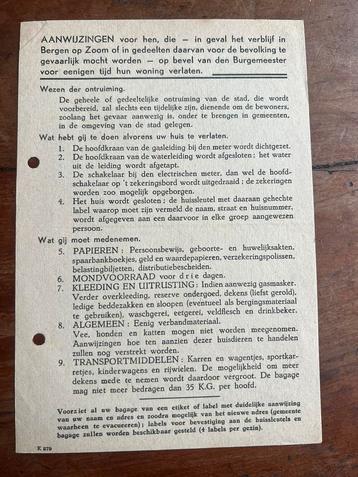 AANWIJZINGEN voor hen, die — in geval het verblijf in
Bergen op Zoom of in gedeelten daarvan voor de bevolking te
gevaarlijk mocht worden — op bevel van den Burgemeester
voor eenigen tijd hun woning verlaten.
Wezen der ontruiming.
De geheele of gedeeltelijke ontruiming van de stad, die wordt
voorbereid, zal slechts een tijdelijke zijn, dienende om de bewoners,
zoolang het gevaar aanwezig is, onder te brengen in gemeenten,
in de omgeving van de stad gelegen.
Wat hebt gij te doen alvorens uw huis te verlaten.
1. De hoofdkraan van de gasleiding bij den meter wordt dichtgezet.
2. De hoofdkraan van de waterleiding wordt afgesloten; het water
uit de leiding wordt afgetapt.
3. De schakelaar bij den electrischen meter, dan wel de hoofd-
schakelaar op 't zekeringsbord wordt uitgedraaid; de zekeringen
worden zoo mogelijk opgeborgen.
4. Het huis wordt gesloten; de huissleutel met daaraan gehechte
label waarop moet zijn vermeld de naam, straat en huisnummer,
wordt afgegeven aan een daarvoor in elke groep aangewezen
persoon.
Wat gij moet medenemen.
5. PAPIEREN: Persoonsbewijs, geboorte- en huwelijksakten,
spaarbankboekjes, geld en waardepapieren, verzekeringspolissen,
belastingbiljetten, distributiebescheiden.
6. MONDVOORRAAD voor drie dagen.
7. KLEEDING EN UITRUSTING: Indien aanwezig gasmasker.
Verder overkleeding, reserve ondergoed, dekens (liefst gerold),
ledige beddezakken en sloopen (eventueel als bergingsmateriaal
te gebruiken), waschgerei, eetgerei, veldflesch en drinkbeker.
8. ALGEMEEN: Eenig verbandmateriaal.
Vee, honden en katten mogen niet worden meegenomen.
Aanwijzingen hoe ten aanzien dezer huisdieren te handelen
zullen nog verstrekt worden.
9. TRANSPORTMIDDELEN: Karren en wagentjes, sportkar-
retjes, kinderwagens en rijwielen. De mogelijkheid om meer
dekens mede te nemen wordt daardoor vergroot. De bagage
mag niet meer bedragen dan 35 K.G. per hoofd.
Voorziet al uw bagage van een etiket of label met duidelijke aanwijzing
van uw naam en adres en zoodra mogelijk van het nieuwe adres (gemeente
waarheen te evacueeren); labels voor bevestiging aan de huissleutels en
bagage zullen worden beschikbaar gesteld (4 labels per gezin).
K 879